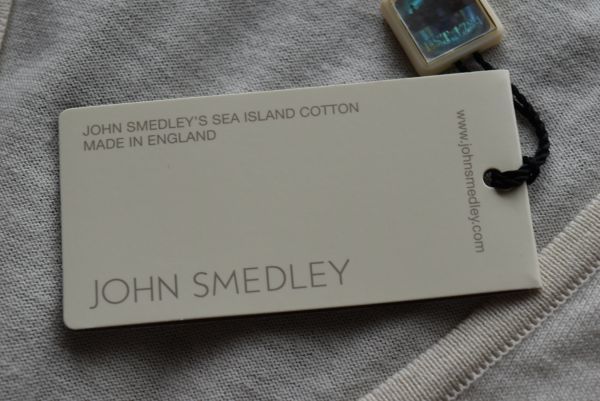 JOHN SMEDLEY'S SEA ISLAND COTTON
MADE IN ENGLAND
www.johnsmedley.com
JOHN SMEDLEY